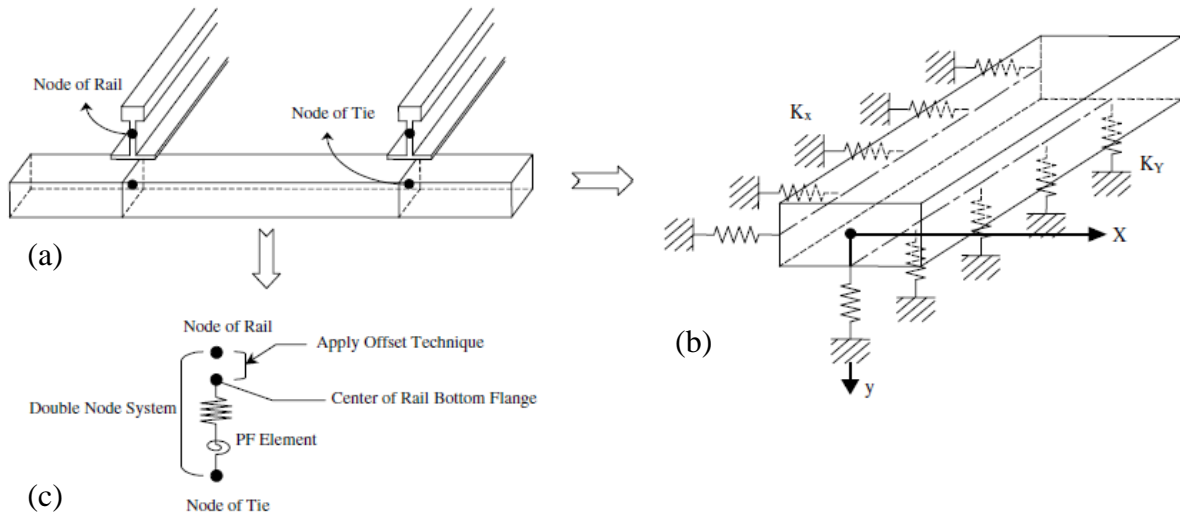 Node of Rail
Node of Tie
(a)
Kx
KY
X
y
(b)
Node of Rail
Apply Offset Technique
Center of Rail Bottom Flange
Double Node System
PF Element
Node of Tie
(c)